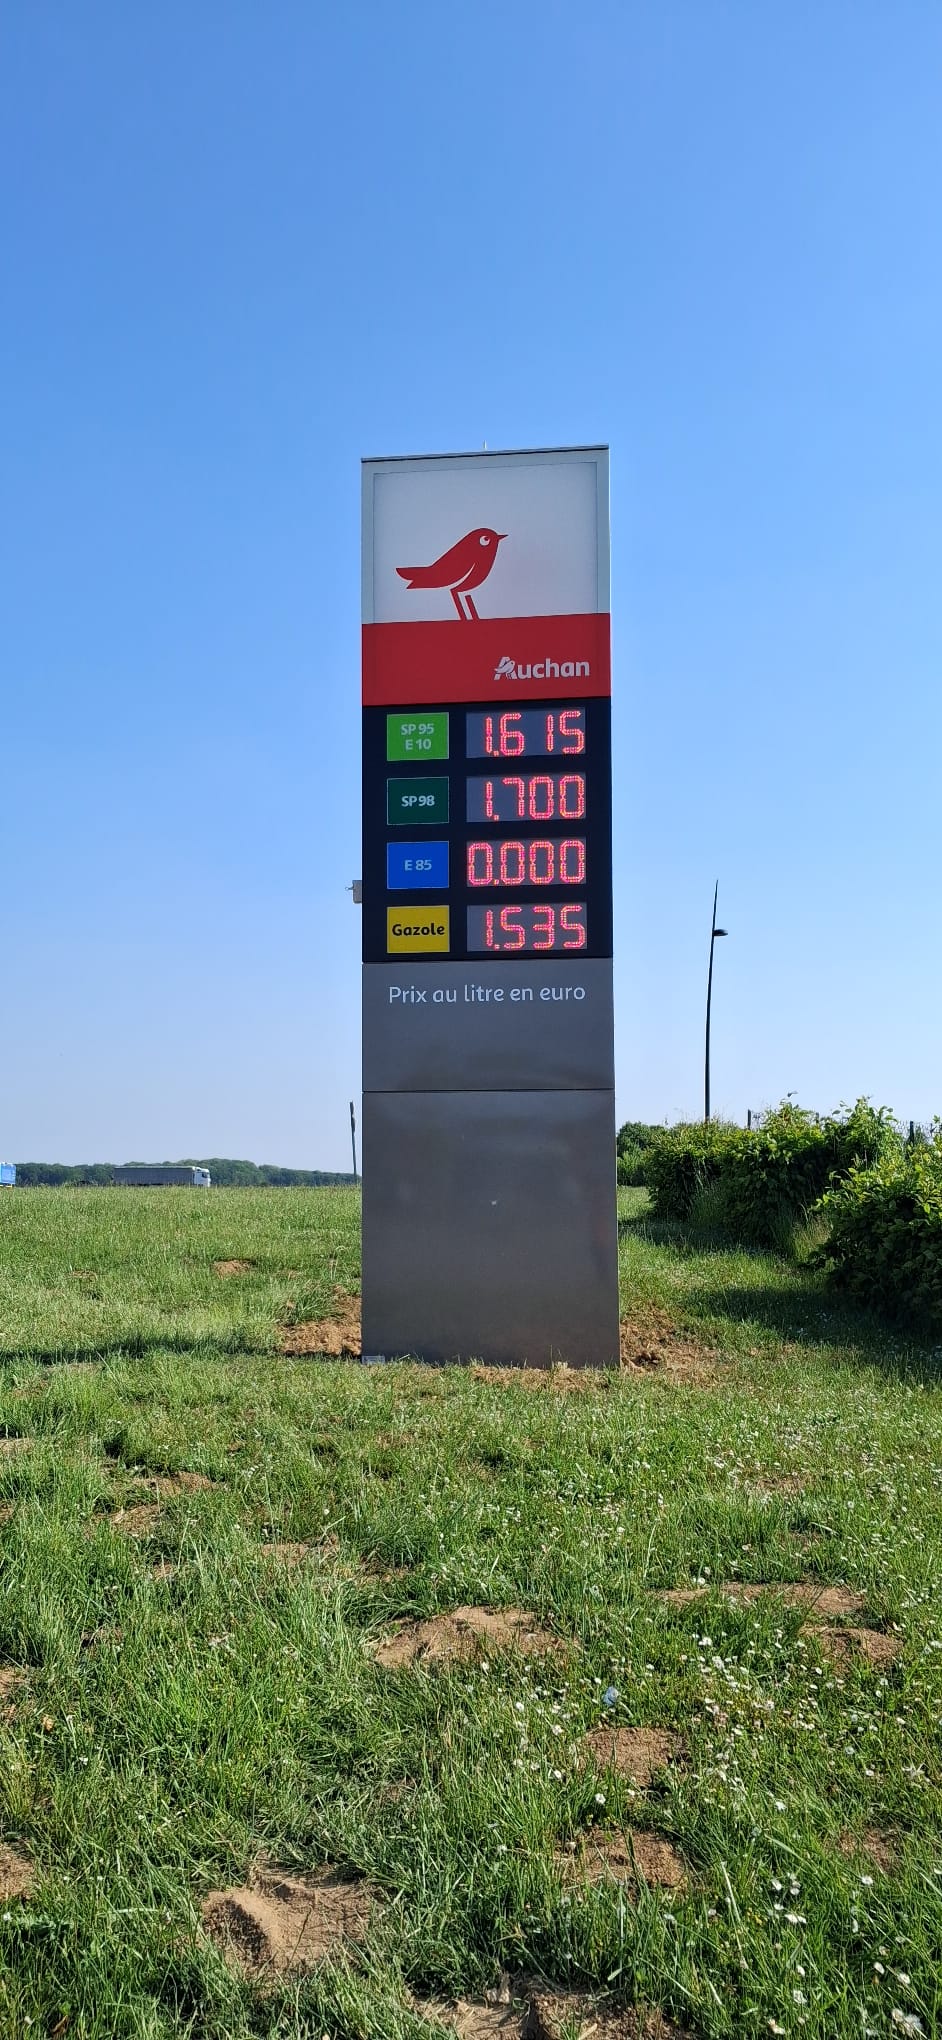 Auchan
SP95
E10
1.615
SP98
1.700
E85
0.000
Gazole
1.535
Prix au litre en euro